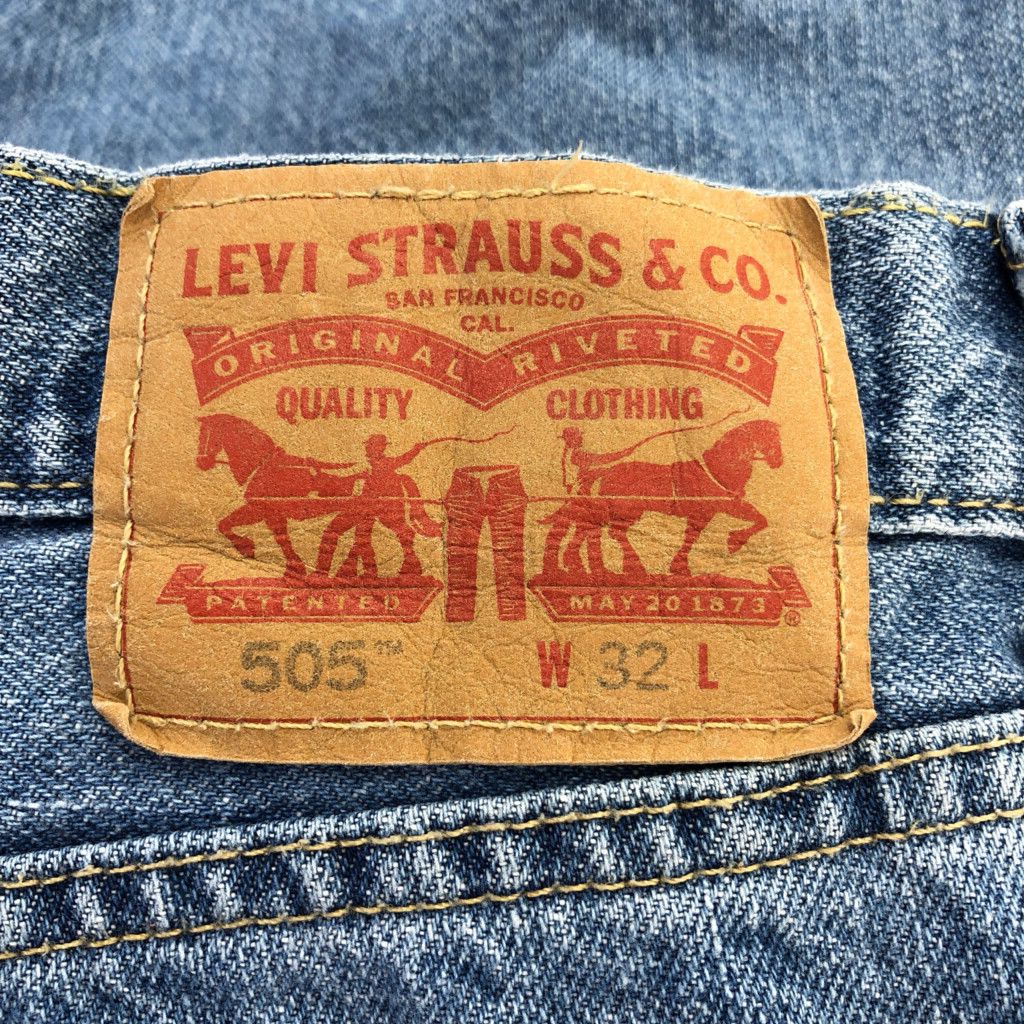 LEVI STRAUSS & CO.
SAN FRANCISCO
CAL.
ORIGINAL RIVETED
QUALITY CLOTHING
PATENTED MAY 20 1873 ®
505™ W 32 L